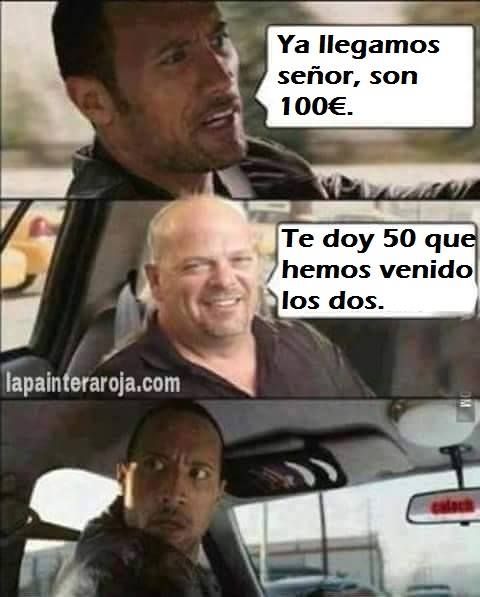 Ya llegamos
señor, son
100€.
Te doy 50 que
hemos venido
los dos.
lapainteraroja.com